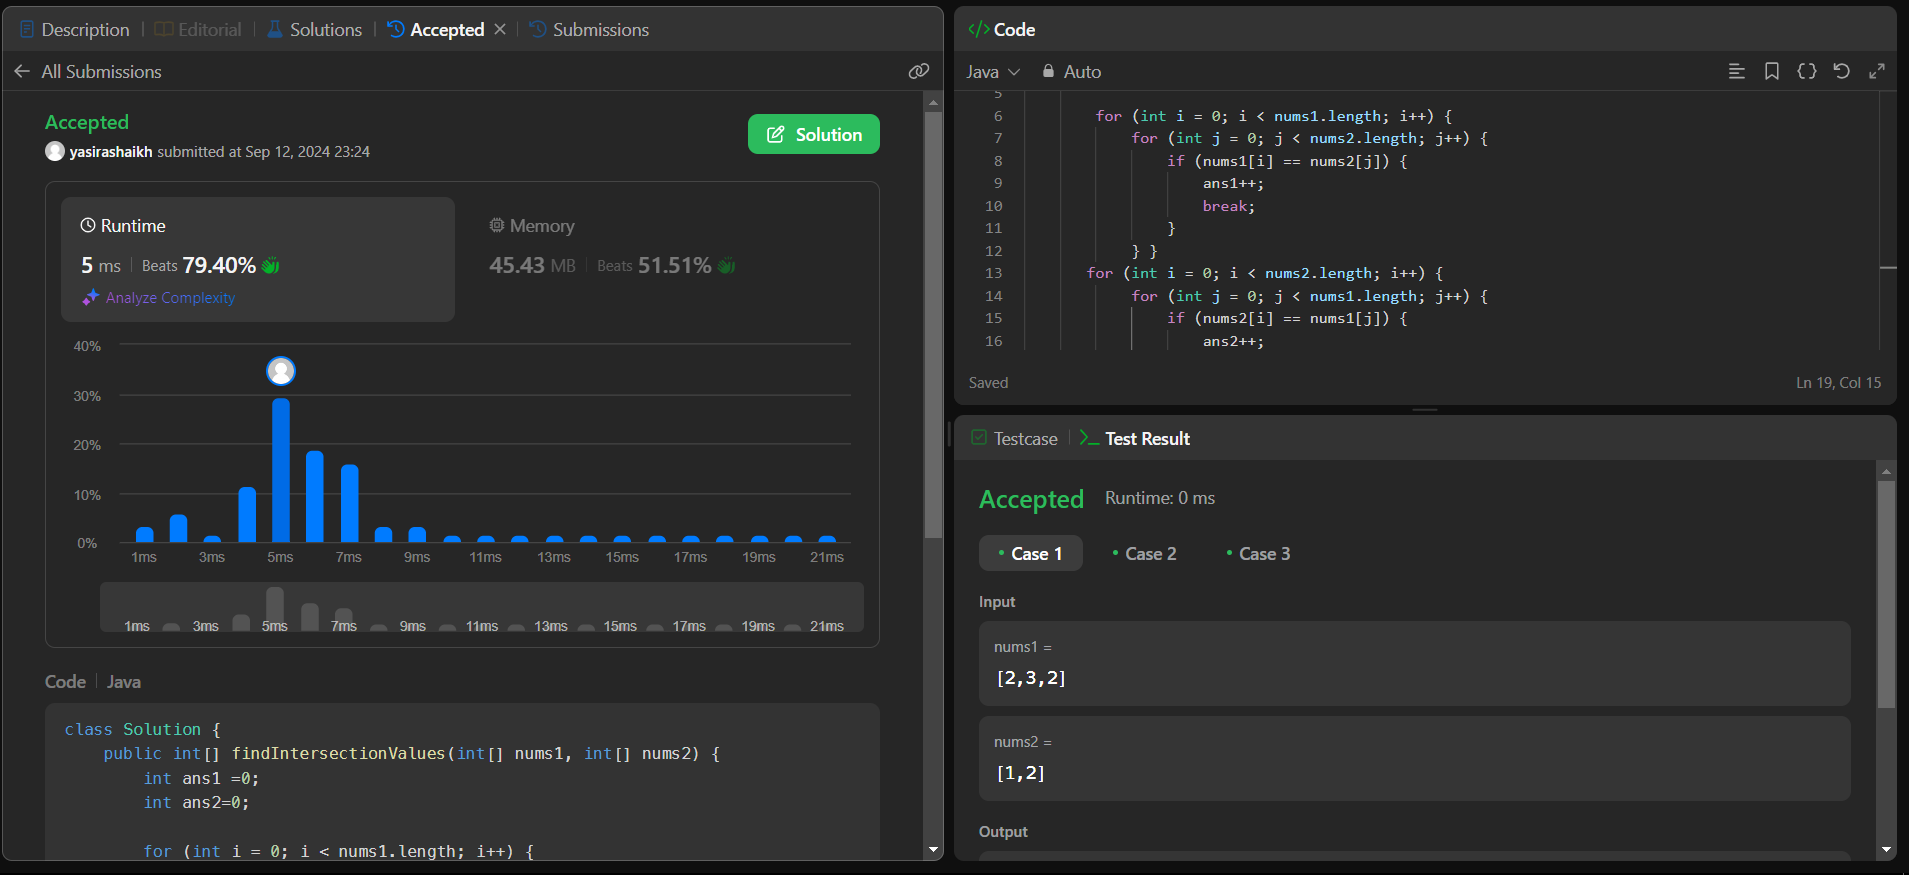 Description | Editorial | Solutions | Accepted × | Submissions
All Submissions
Accepted
yasirashaikh submitted at Sep 12, 2024 23:24
Solution
Runtime
5 ms | Beats 79.40%
Analyze Complexity
Memory
45.43 MB | Beats 51.51%
40%
30%
20%
10%
0%
1ms 3ms 5ms 7ms 9ms 11ms 13ms 15ms 17ms 19ms 21ms
1ms 3ms 5ms 7ms 9ms 11ms 13ms 15ms 17ms 19ms 21ms
Code | Java
class Solution {
public int[] findIntersectionValues(int[] nums1, int[] nums2) {
int ans1 =0;
int ans2=0;
for (int i = 0; i < nums1.length; i++) {
</> Code
Java Auto
5
6 for (int i = 0; i < nums1.length; i++) {
7 for (int j = 0; j < nums2.length; j++) {
8 if (nums1[i] == nums2[j]) {
9 ans1++;
10 break;
11 }
12 } }
13 for (int i = 0; i < nums2.length; i++) {
14 for (int j = 0; j < nums1.length; j++) {
15 if (nums2[i] == nums1[j]) {
16 ans2++;
Saved
Ln 19, Col 15
Testcase | Test Result
Accepted Runtime: 0 ms
• Case 1 • Case 2 • Case 3
Input
nums1 =
[2,3,2]
nums2 =
[1,2]
Output